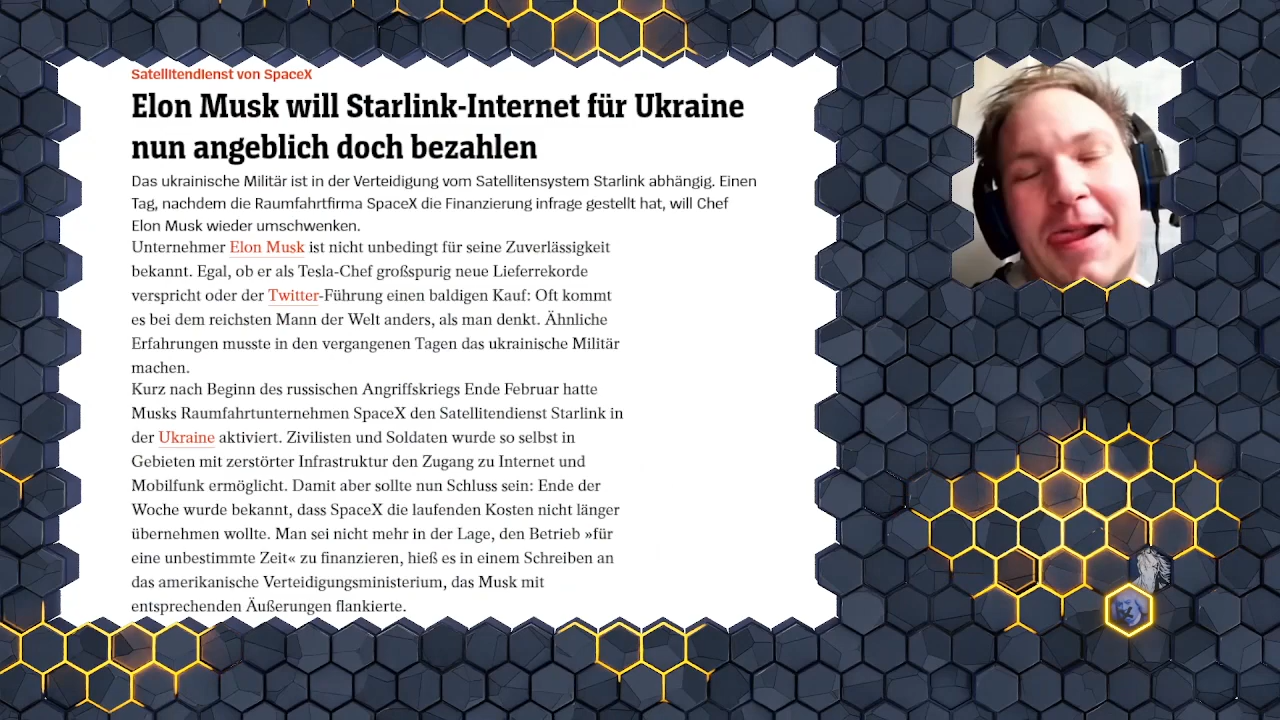 Satellitendienst von SpaceX
Elon Musk will Starlink-Internet für Ukraine
nun angeblich doch bezahlen
Das ukrainische Militär ist in der Verteidigung vom Satellitensystem Starlink abhängig. Einen
Tag, nachdem die Raumfahrtfirma SpaceX die Finanzierung infrage gestellt hat, will Chef
Elon Musk wieder umschwenken.
Unternehmer Elon Musk ist nicht unbedingt für seine Zuverlässigkeit
bekannt. Egal, ob er als Tesla-Chef großspurig neue Lieferrekorde
verspricht oder der Twitter-Führung einen baldigen Kauf: Oft kommt
es bei dem reichsten Mann der Welt anders, als man denkt. Ähnliche
Erfahrungen musste in den vergangenen Tagen das ukrainische Militär
machen.
Kurz nach Beginn des russischen Angriffskriegs Ende Februar hatte
Musks Raumfahrtunternehmen SpaceX den Satellitendienst Starlink in
der Ukraine aktiviert. Zivilisten und Soldaten wurde so selbst in
Gebieten mit zerstörter Infrastruktur den Zugang zu Internet und
Mobilfunk ermöglicht. Damit aber sollte nun Schluss sein: Ende der
Woche wurde bekannt, dass SpaceX die laufenden Kosten nicht länger
übernehmen wollte. Man sei nicht mehr in der Lage, den Betrieb »für
eine unbestimmte Zeit« zu finanzieren, hieß es in einem Schreiben an
das amerikanische Verteidigungsministerium, das Musk mit
entsprechenden Äußerungen flankierte.